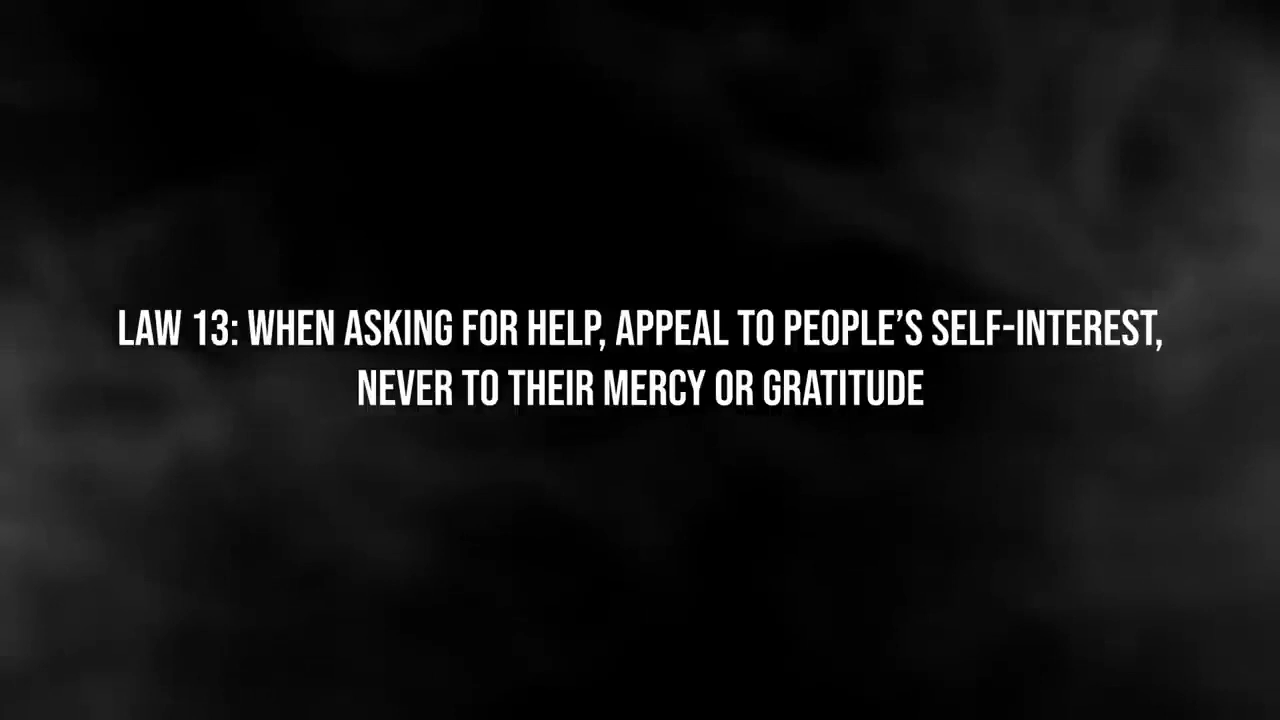 LAW 13: WHEN ASKING FOR HELP, APPEAL TO PEOPLE’S SELF-INTEREST,
NEVER TO THEIR MERCY OR GRATITUDE